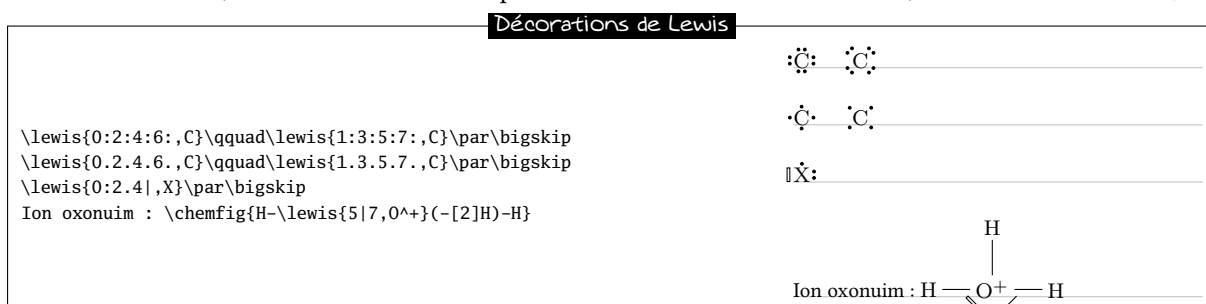 Décorations de Lewis
\lewis{0:2:4:6:,C}\qquad\lewis{1:3:5:7:,C}\par\bigskip
\lewis{0.2.4.6.,C}\qquad\lewis{1.3.5.7.,C}\par\bigskip
\lewis{0:2.4|,X}\par\bigskip
Ion oxonuim : \chemfig{H-\lewis{5|7,O^+}(-[2]H)-H}
C C
C C
X
H
Ion oxonuim : H O+ H